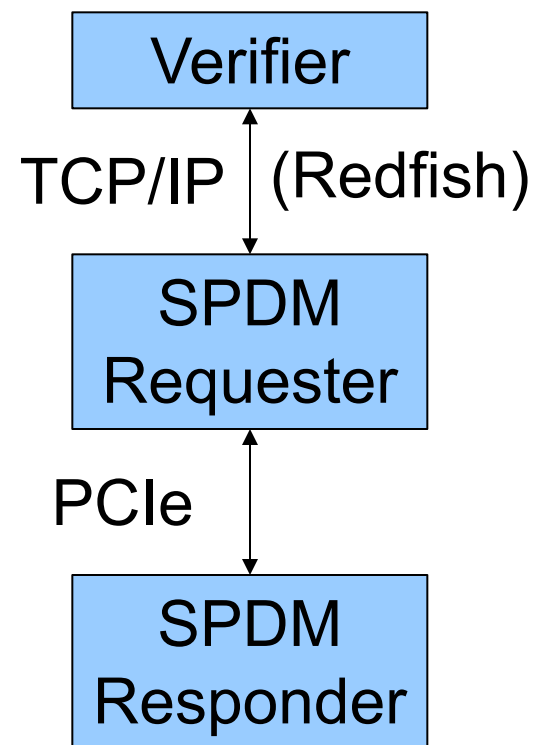 Verifier
TCP/IP (Redfish)
SPDM
Requester
PCIe
SPDM
Responder